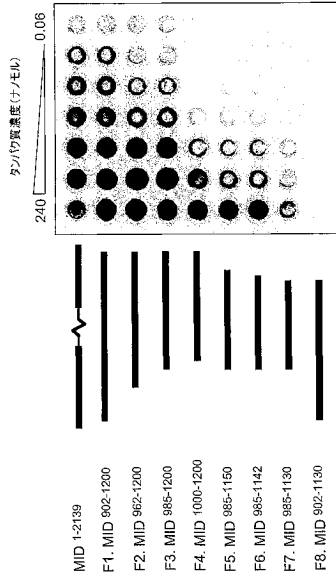 タンパク質濃度(ナノモル)
240
0.06
MID 1-2139
F1. MID 902-1200
F2. MID 962-1200
F3. MID 985-1200
F4. MID 1000-1200
F5. MID 985-1150
F6. MID 985-1142
F7. MID 985-1130
F8. MID 902-1130